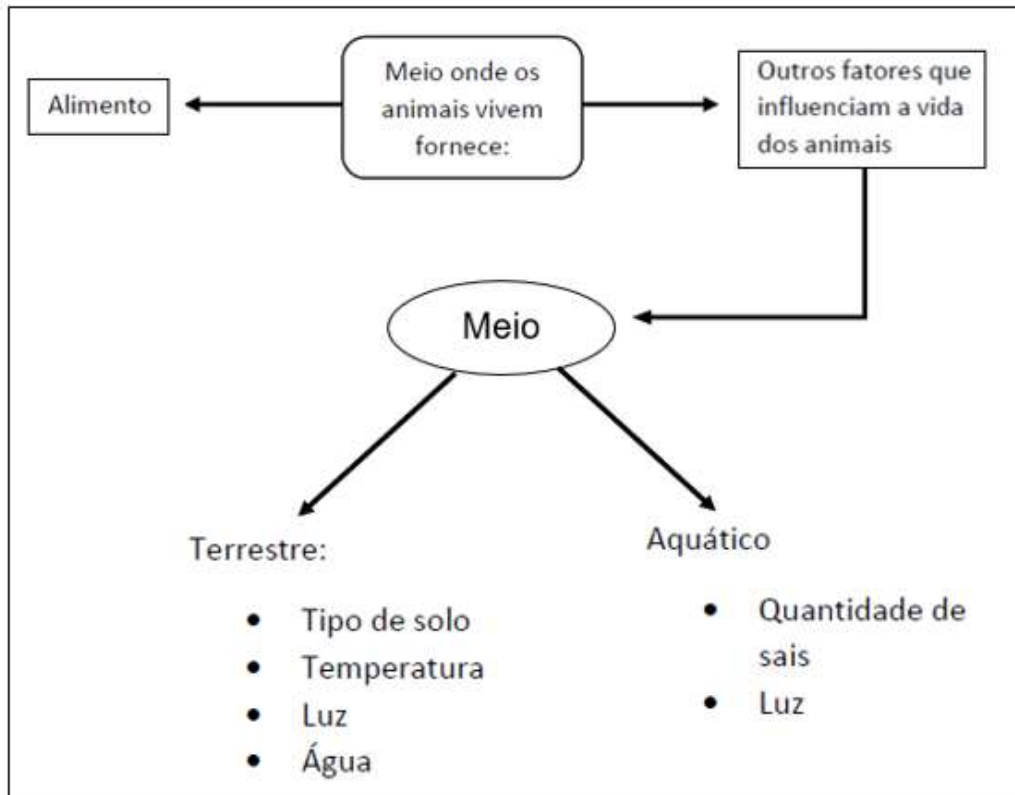 Meio onde os
animais vivem
fornece:
Alimento
Outros fatores que
influenciam a vida
dos animais
Meio
Terrestre:
• Tipo de solo
• Temperatura
• Luz
• Água
Aquático
• Quantidade de
sais
• Luz